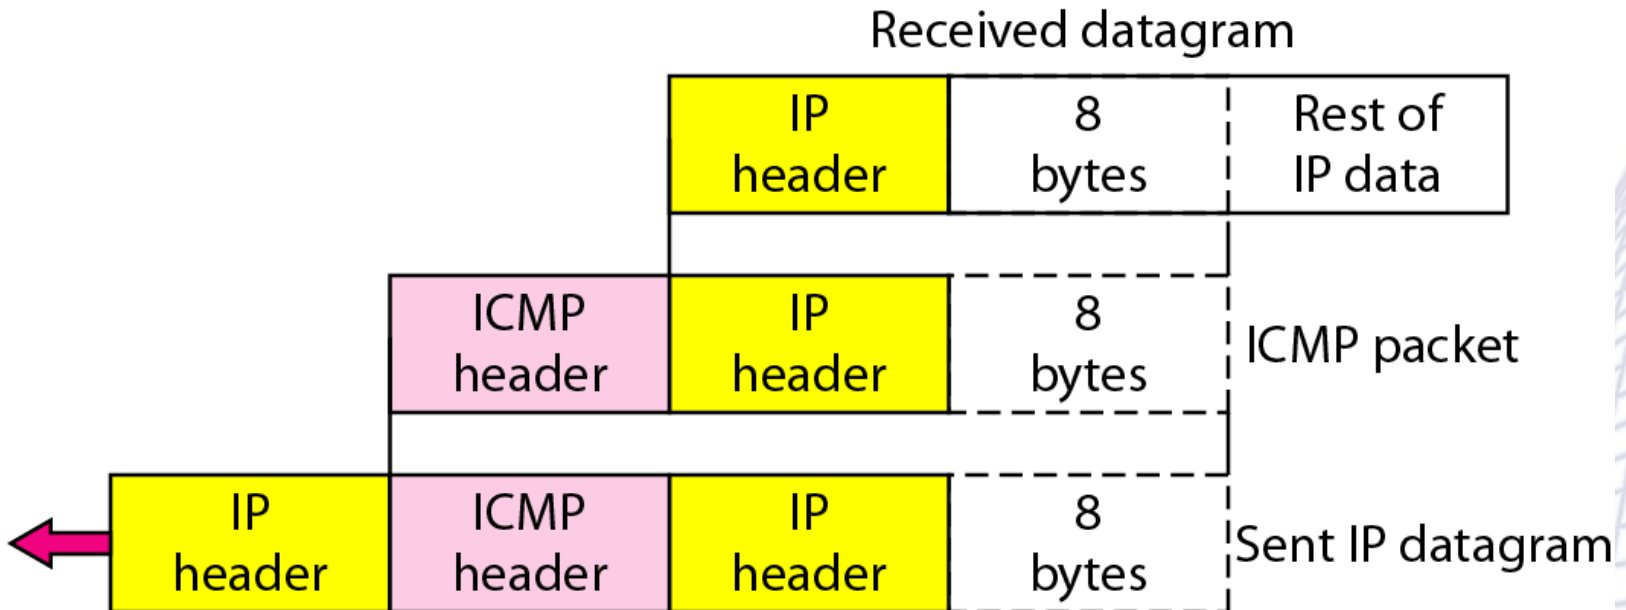 Received datagram
IP
header
8
bytes
Rest of
IP data
ICMP
header
IP
header
8
bytes
ICMP packet
IP
header
ICMP
header
IP
header
8
bytes
Sent IP datagram